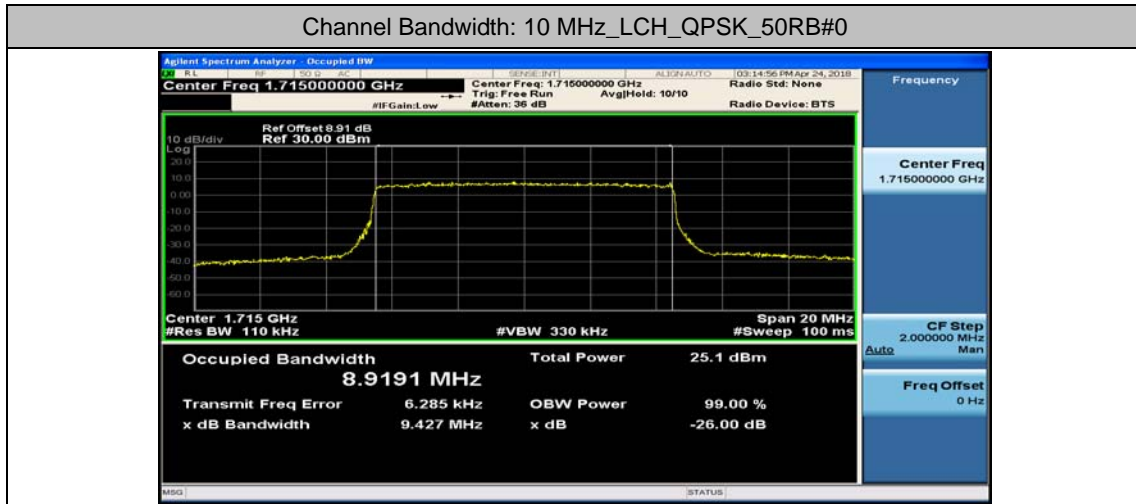 Channel Bandwidth: 10 MHz_LCH_QPSK_50RB#0
Agilent Spectrum Analyzer - Occupied BW
LXI RL RF 50 Ω AC SENSE:INT ALIGN AUTO 03:14:56 PM Apr 24, 2018
Center Freq 1.715000000 GHz
Center Freq: 1.715000000 GHz Radio Std: None
Trig: Free Run Avg|Hold: 10/10
#IFGain:Low #Atten: 36 dB Radio Device: BTS
Frequency
Ref Offset 8.91 dB
10 dB/div Ref 30.00 dBm
Log
20.0
10.0
0.00
-10.0
-20.0
-30.0
-40.0
-50.0
-60.0
Center 1.715 GHz Span 20 MHz
#Res BW 110 kHz #VBW 330 kHz #Sweep 100 ms
Center Freq
1.715000000 GHz
CF Step
2.000000 MHz
Auto Man
Freq Offset
0 Hz
Occupied Bandwidth Total Power 25.1 dBm
8.9191 MHz
Transmit Freq Error 6.285 kHz OBW Power 99.00 %
x dB Bandwidth 9.427 MHz x dB -26.00 dB
MSG STATUS